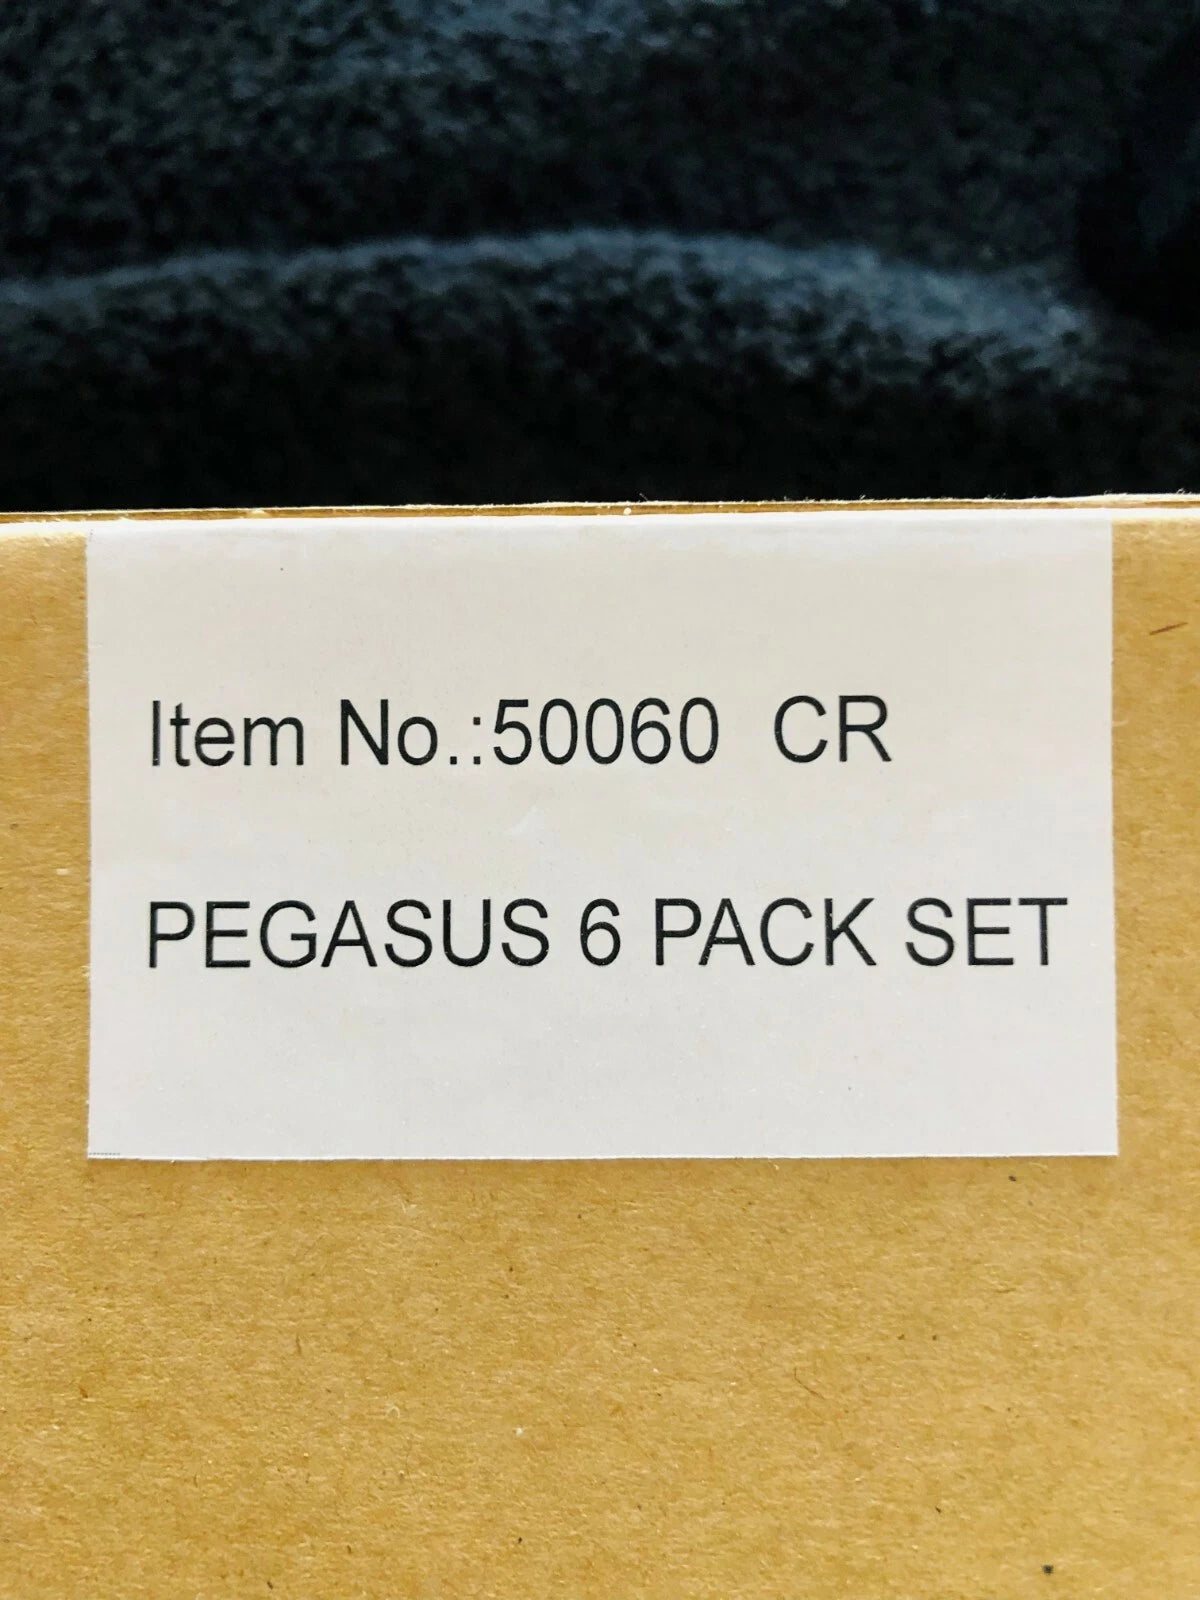 Item No.:50060 CR
PEGASUS 6 PACK SET